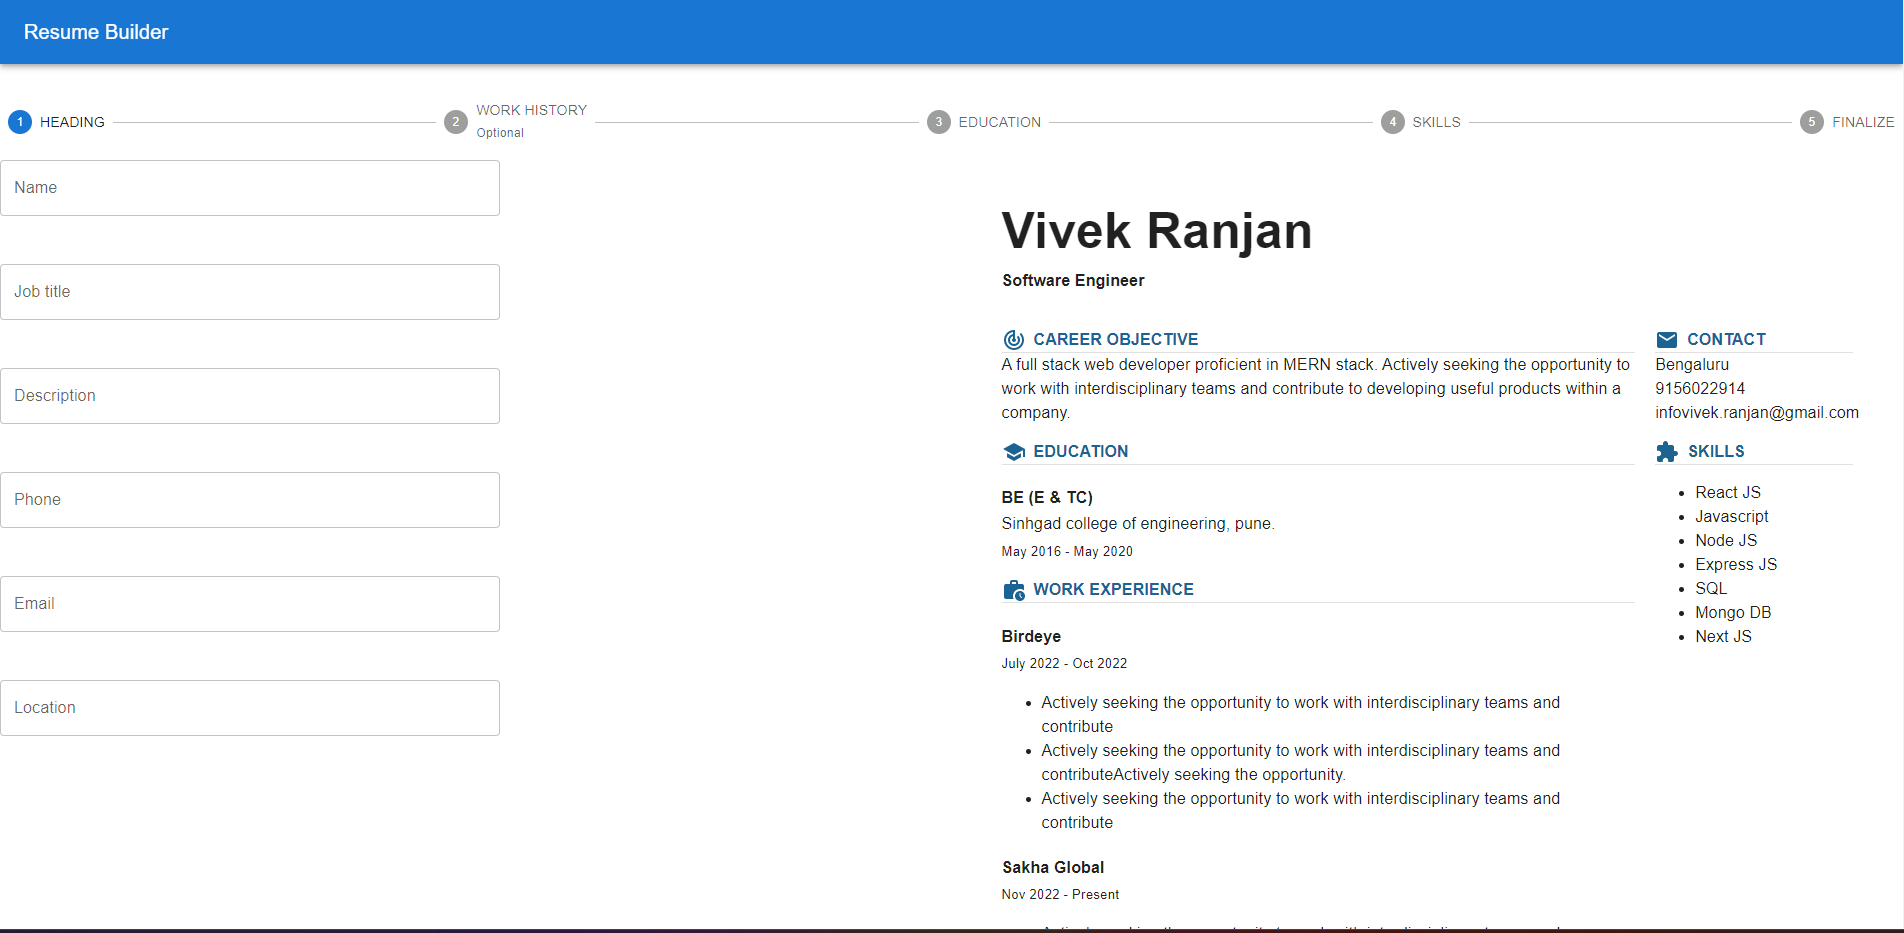 Resume Builder
1 HEADING
2 WORK HISTORY
Optional
3 EDUCATION
4 SKILLS
5 FINALIZE
Name
Job title
Description
Phone
Email
Location
Vivek Ranjan
Software Engineer
CAREER OBJECTIVE
A full stack web developer proficient in MERN stack. Actively seeking the opportunity to
work with interdisciplinary teams and contribute to developing useful products within a
company.
EDUCATION
BE (E & TC)
Sinhgad college of engineering, pune.
May 2016 - May 2020
WORK EXPERIENCE
Birdeye
July 2022 - Oct 2022
• Actively seeking the opportunity to work with interdisciplinary teams and
contribute
• Actively seeking the opportunity to work with interdisciplinary teams and
contributeActively seeking the opportunity.
• Actively seeking the opportunity to work with interdisciplinary teams and
contribute
Sakha Global
Nov 2022 - Present
CONTACT
Bengaluru
9156022914
infovivek.ranjan@gmail.com
SKILLS
• React JS
• Javascript
• Node JS
• Express JS
• SQL
• Mongo DB
• Next JS